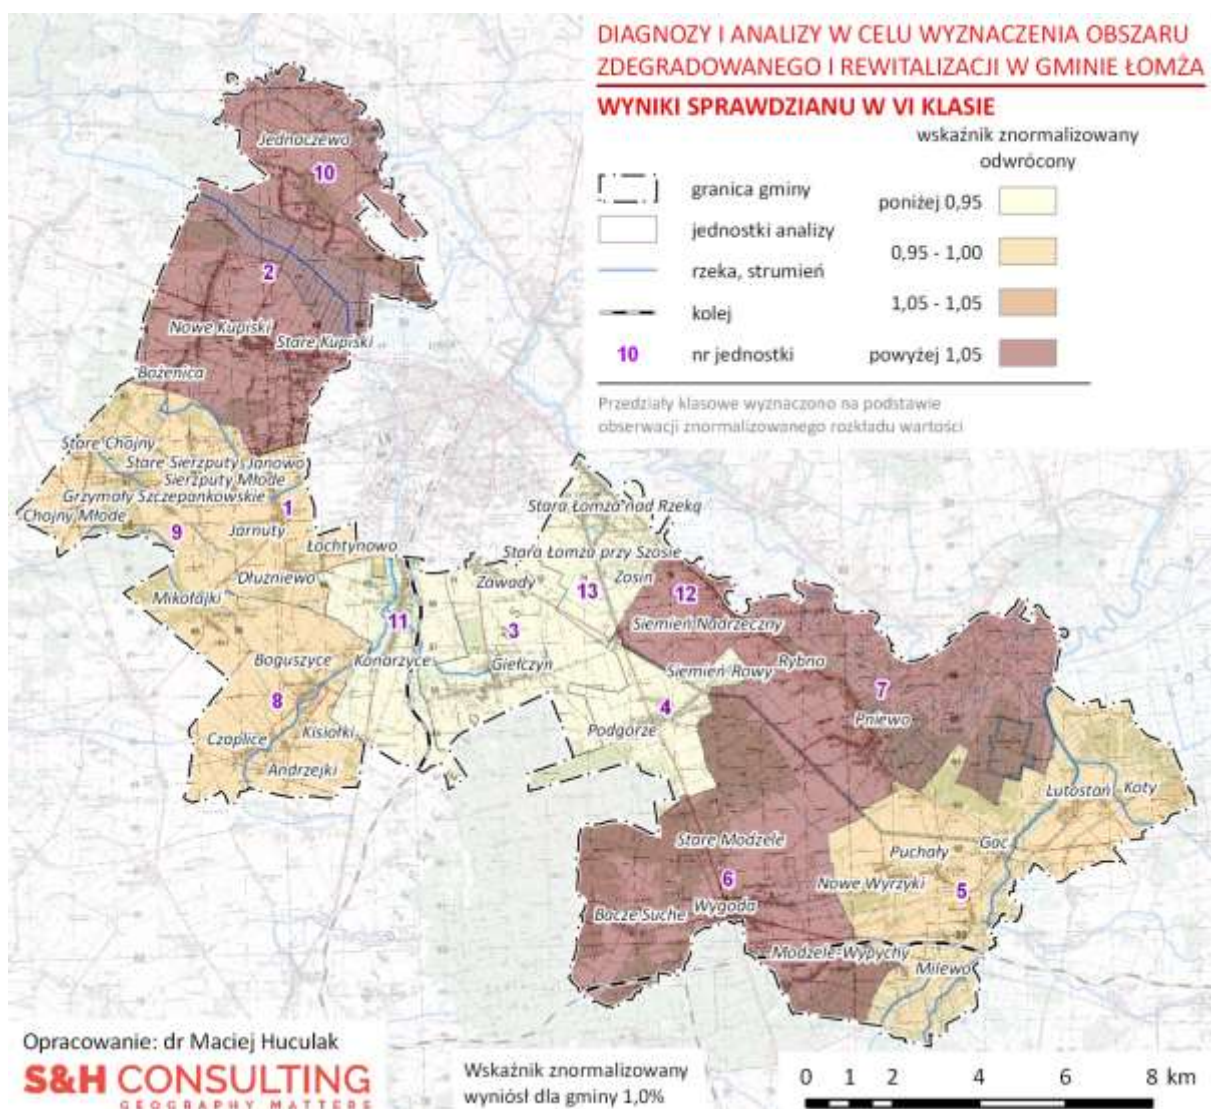 DIAGNOZY I ANALIZY W CELU WYZNACZENIA OBSZARU
ZDEGRADOWANEGO I REWITALIZACJI W GMINIE ŁOMŻA
WYNIKI SPRAWDZIANU W VI KLASIE
wskaźnik znormalizowany
odwrócony
granica gminy
jednostki analizy
rzeka, strumień
kolej
10 nr jednostki
poniżej 0,95
0,95 - 1,00
1,05 - 1,05
powyżej 1,05
Przedziały klasowe wyznaczono na podstawie
obserwacji znormalizowanego rozkładu wartości
Jednaczewo
10
2
Nowe Kupiski
Stare Kupiski
Bożenica
Stare Chojny
Stare Sierzputy
Janowo
Sierzputy Młode
Grzymały Szczepankowskie
1
Chojny Młode
9
Jarnuty
Łochtynowo
Dłużniewo
Mikołajki
11
Boguszyce
Konarzyce
8
Czaplice
Kisiołki
Andrzejki
Stara Łomża nad Rzeką
Stara Łomża przy Szosie
Zawady
13
Zosin
12
3
Siemień Nadrzeczny
Giełczyn
Siemień Rowy
Rybno
7
4
Podgórze
Pniewo
Lutostań
Koty
Stare Modzele
Puchały
Gać
6
Nowe Wyrzyki
5
Wygoda
Bacze Suche
Modzele-Wypychy
Milewo
Opracowanie: dr Maciej Huculak
S&H CONSULTING
GEOGRAPHY MATTERS
Wskaźnik znormalizowany
wyniósł dla gminy 1,0%
0 1 2 4 6 8 km